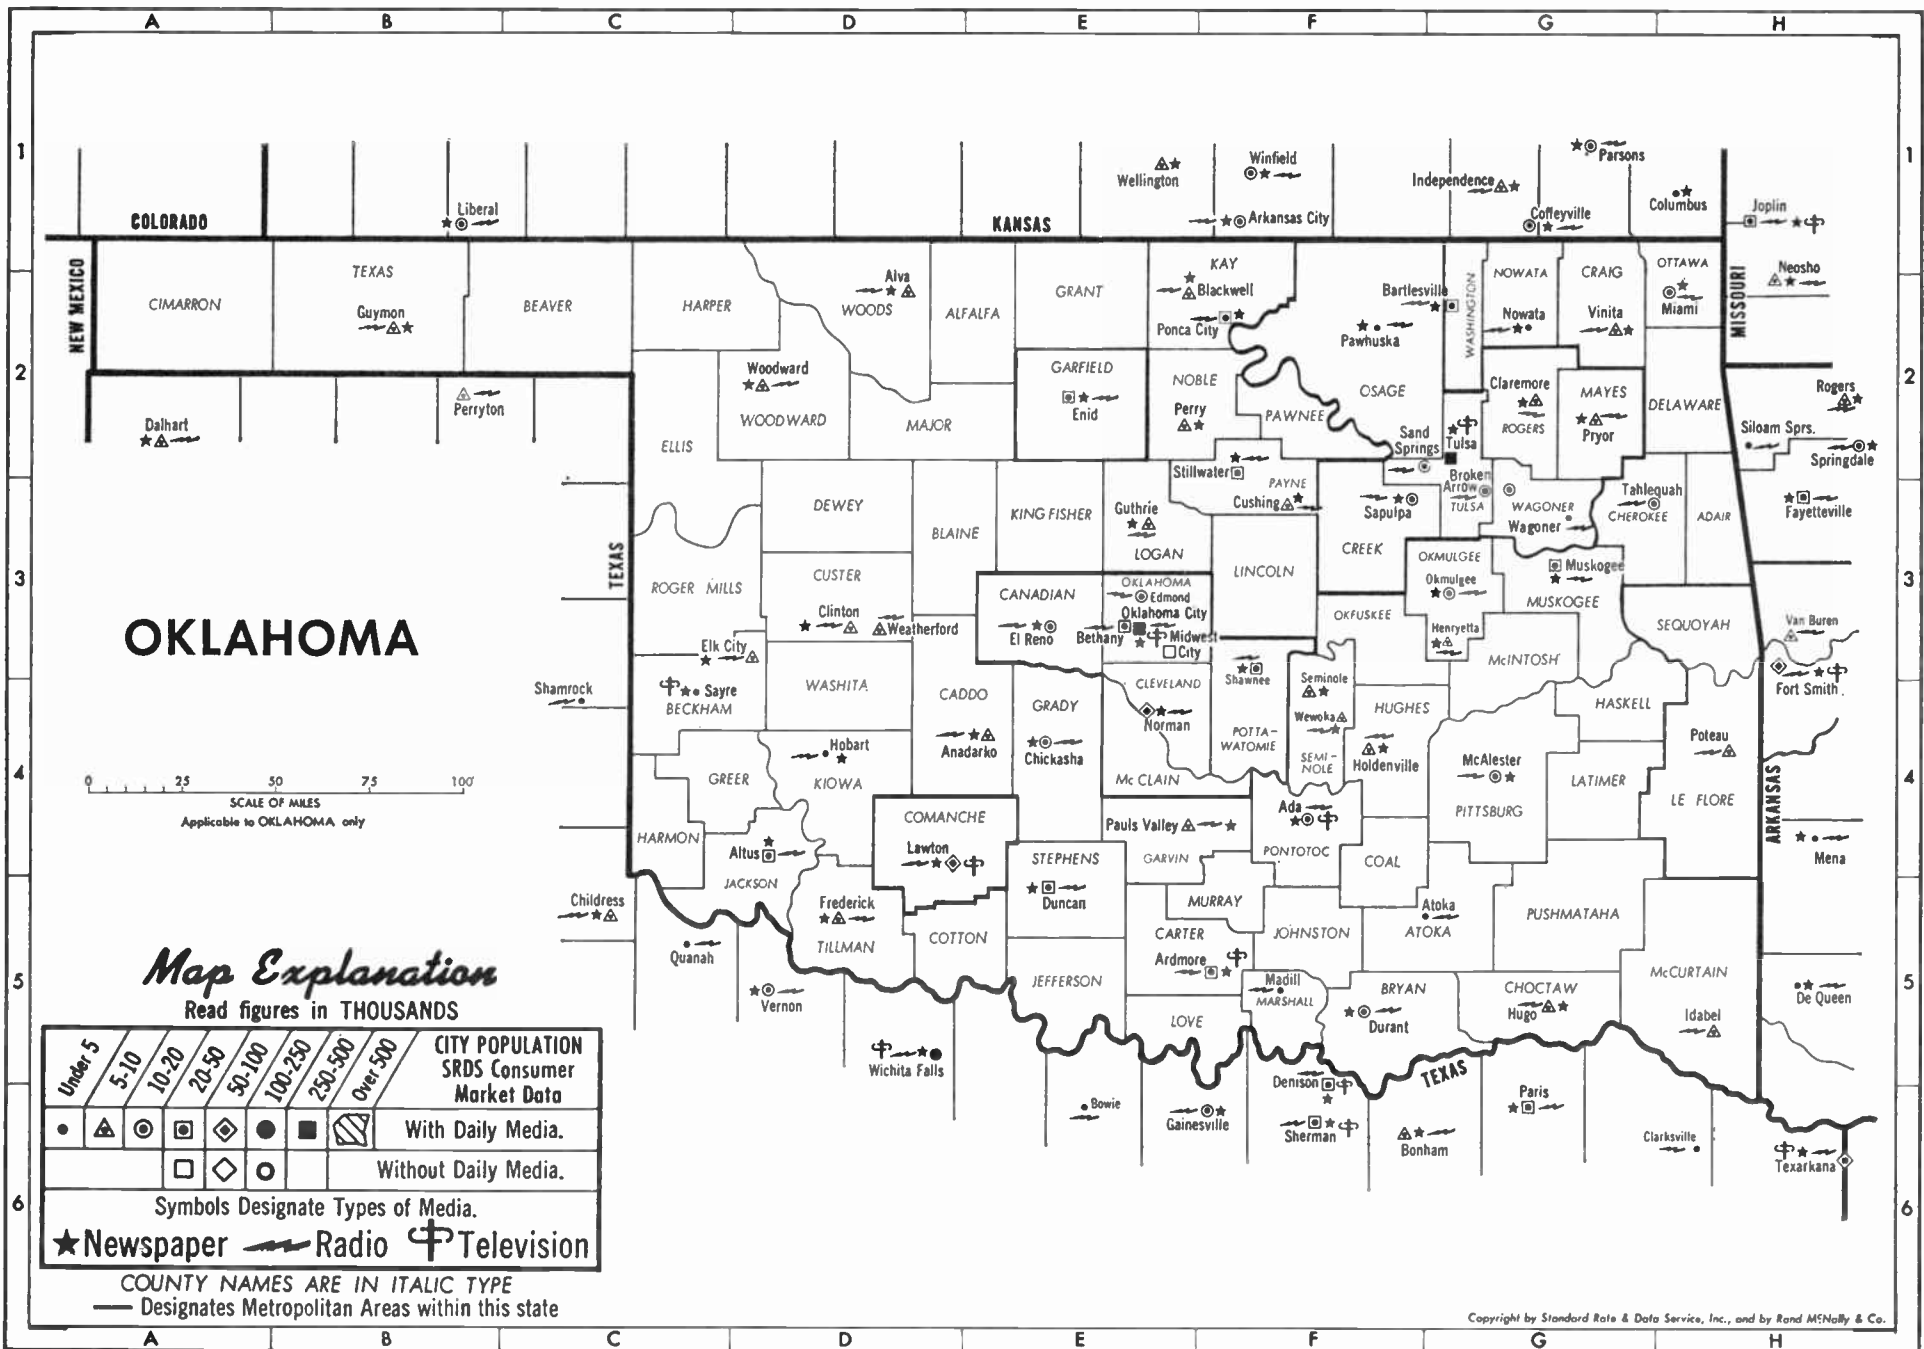 A B C D E F G H
1
Parsons
Winfield
Wellington
Independence
Columbus
Liberal
Coffeyville
Joplin
COLORADO
KANSAS
Arkansas City
1
NEW MEXICO
TEXAS
KAY
NOWATA
CRAIG
OTTAWA
MISSOURI
Neosho
CIMARRON
Guymon
BEAVER
HARPER
Alva
WOODS
ALFALFA
GRANT
Blackwell
Ponca City
Bartlesville
WASHINGTON
Pawhuska
Nowata
Vinita
Miami
2
Perryton
Woodward
WOODWARD
MAJOR
GARFIELD
Enid
NOBLE
Perry
PAWNEE
OSAGE
Claremore
ROGERS
MAYES
Pryor
DELAWARE
Rogers
2
Dalhart
ELLIS
Sand
Springs
Tulsa
Siloam Sprs.
Springdale
Stillwater
PAYNE
Cushing
Sapulpa
Broken
Arrow
TULSA
WAGONER
Wagoner
Tahlequah
CHEROKEE
ADAIR
Fayetteville
DEWEY
BLAINE
KING FISHER
Guthrie
LOGAN
LINCOLN
CREEK
OKMULGEE
Okmulgee
Muskogee
MUSKOGEE
3
TEXAS
ROGER MILLS
CUSTER
Clinton
Weatherford
CANADIAN
El Reno
OKLAHOMA
Edmond
Oklahoma City
Bethany
Midwest
City
OKFUSKEE
Henryetta
McINTOSH
SEQUOYAH
Van Buren
3
OKLAHOMA
Elk City
Shamrock
Sayre
BECKHAM
WASHITA
CADDO
Anadarko
GRADY
Chickasha
CLEVELAND
Norman
Shawnee
POTTA-
WATOMIE
Seminole
Wewoka
SEMI-
NOLE
HUGHES
Holdenville
HASKELL
Fort Smith
Poteau
Hobart
KIOWA
GREER
McCLAIN
McAlester
PITTSBURG
LATIMER
LE FLORE
ARKANSAS
4
4
0 25 50 75 100
SCALE OF MILES
Applicable to OKLAHOMA only
HARMON
Altus
JACKSON
COMANCHE
Lawton
STEPHENS
Duncan
Pauls Valley
GARVIN
Ada
PONTOTOC
COAL
Mena
Childress
Frederick
TILLMAN
COTTON
MURRAY
CARTER
Ardmore
JOHNSTON
Atoka
ATOKA
PUSHMATAHA
Quanah
Vernon
JEFFERSON
LOVE
Madill
MARSHALL
BRYAN
Durant
CHOCTAW
Hugo
McCURTAIN
Idabel
De Queen
5
5
Wichita Falls
Bowie
Gainesville
Denison
Sherman
TEXAS
Bonham
Paris
Clarksville
Texarkana
6
6
Map Explanation
Read figures in THOUSANDS
Under 5 5-10 10-20 20-50 50-100 100-250 250-500 Over 500
CITY POPULATION
SRDS Consumer
Market Data
With Daily Media.
Without Daily Media.
Symbols Designate Types of Media.
Newspaper Radio Television
COUNTY NAMES ARE IN ITALIC TYPE
Designates Metropolitan Areas within this state
Copyright by Standard Rate & Data Service, Inc., and by Rand McNally & Co.
A B C D E F G H